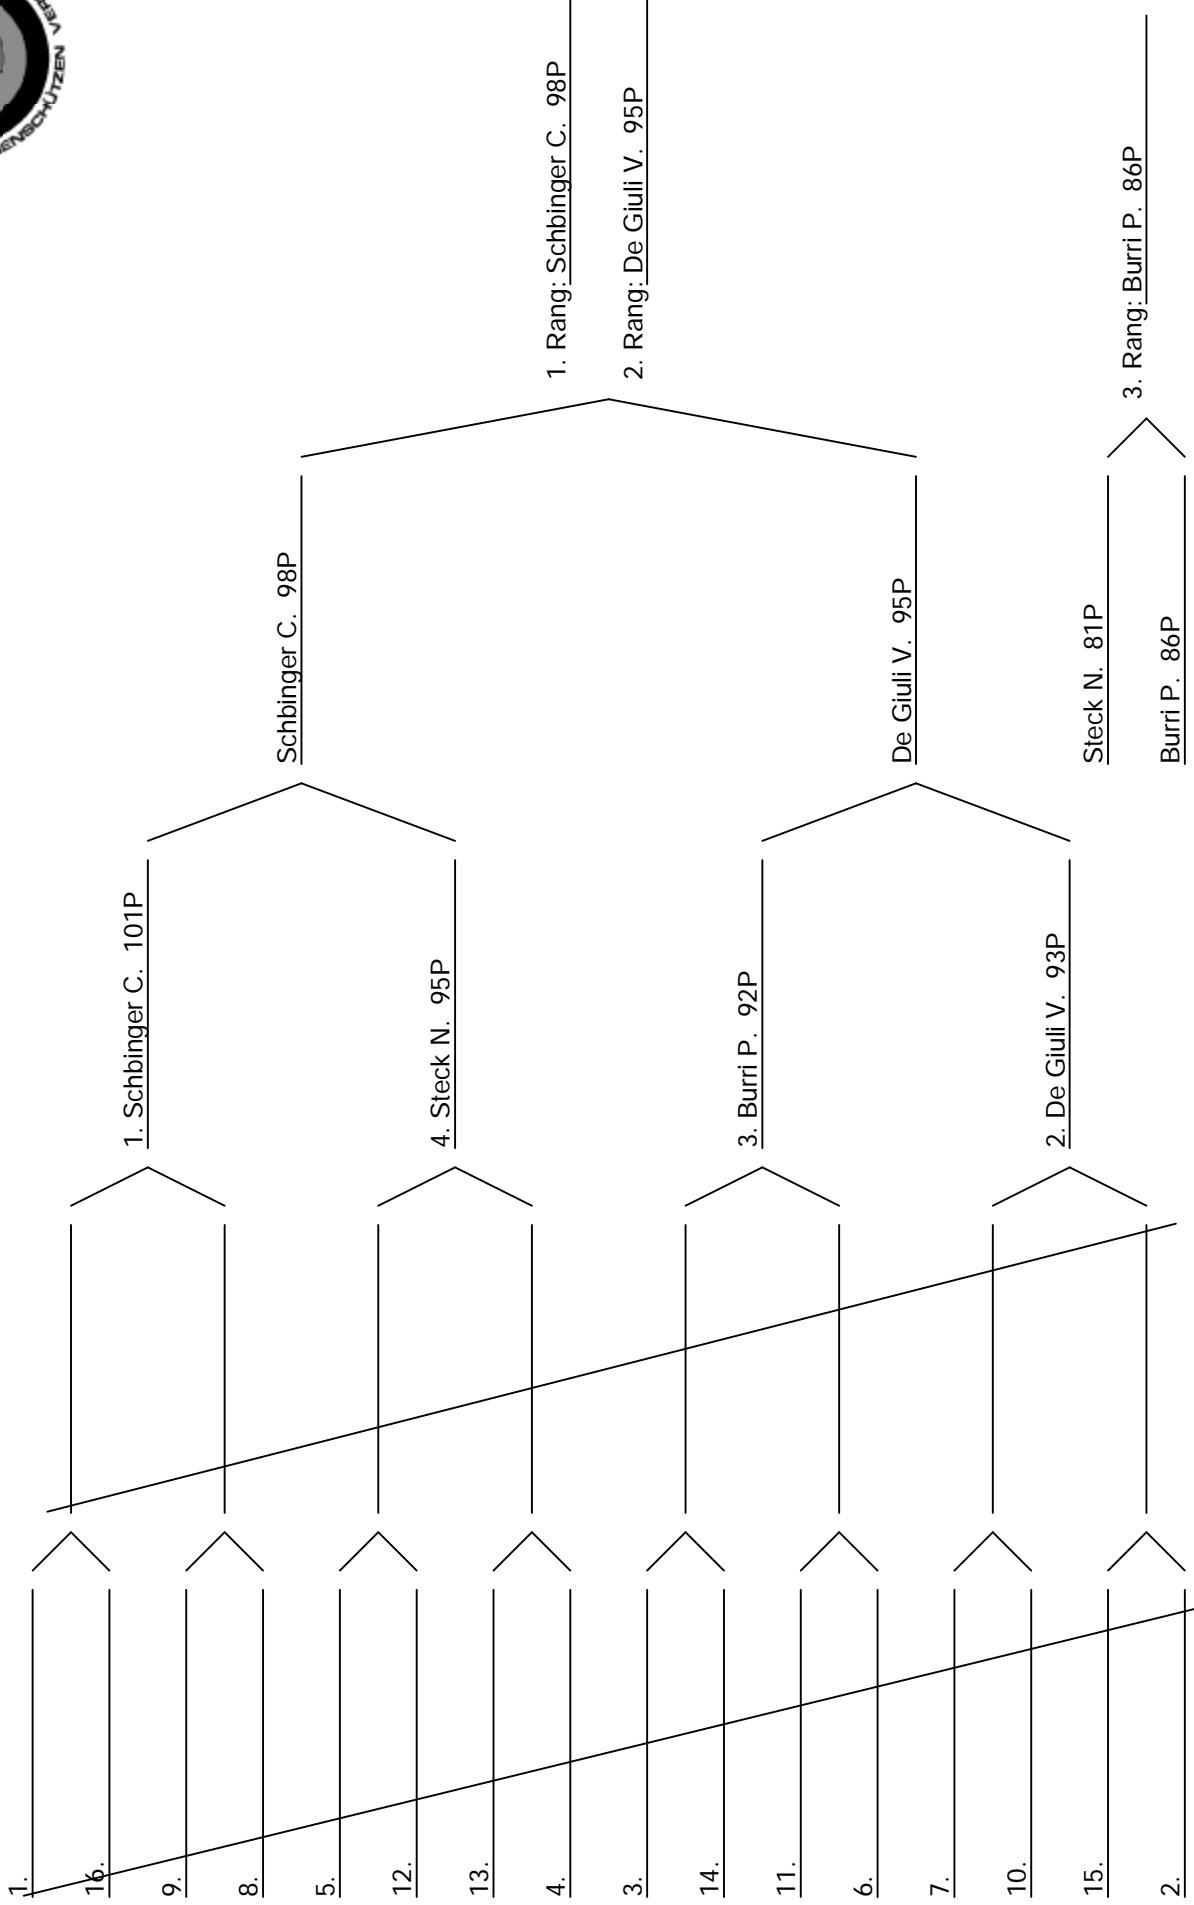 ENSCHÜTZEN VER
1.
16.
9.
8.
5.
12.
13.
4.
3.
14.
11.
6.
7.
10.
15.
2.
1. Schbinger C. 101P
4. Steck N. 95P
3. Burri P. 92P
2. De Giuli V. 93P
Schbinger C. 98P
De Giuli V. 95P
Steck N. 81P
Burri P. 86P
1. Rang: Schbinger C. 98P
2. Rang: De Giuli V. 95P
3. Rang: Burri P. 86P